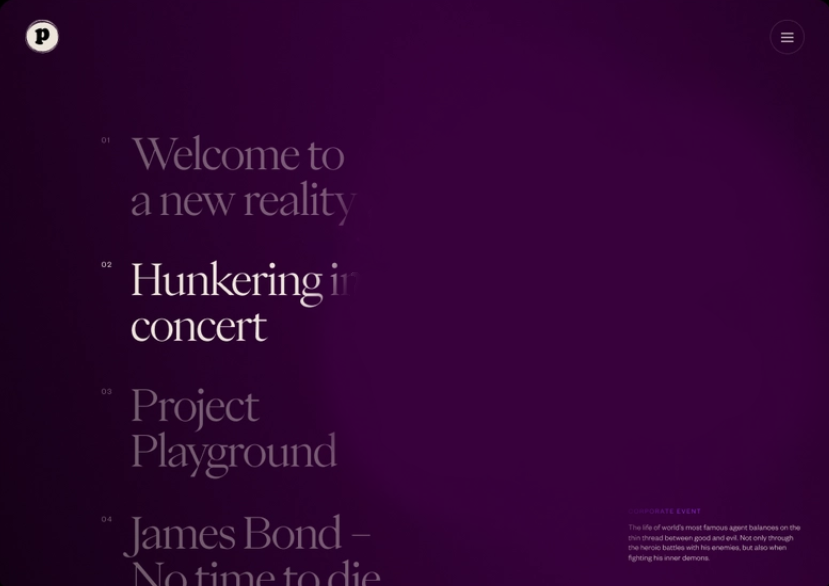 p
01
Welcome to
a new reality
02
Hunkering in
concert
03
Project
Playground
04
James Bond –
No time to die
CORPORATE EVENT
The life of world's most famous agent balances on the
thin thread between good and evil. Not only through
the heroic battles with his enemies, but also when
fighting his inner demons.